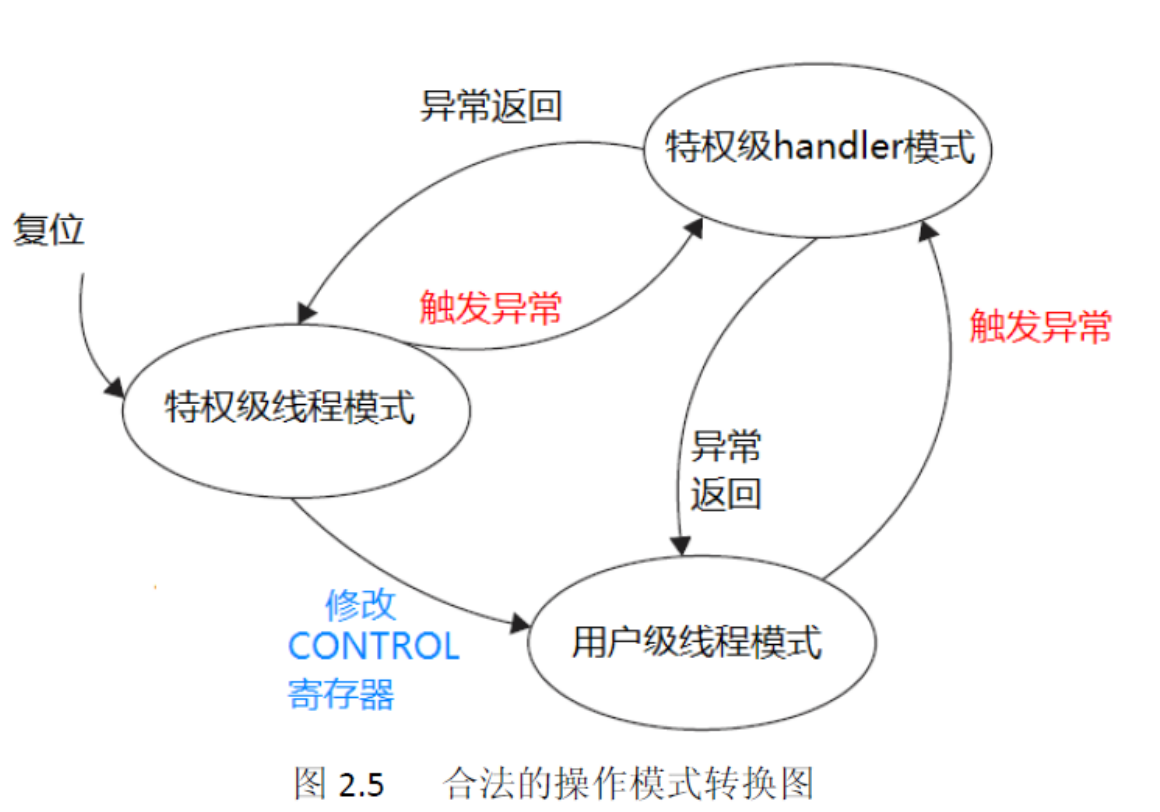 异常返回
特权级handler模式
复位
触发异常
触发异常
特权级线程模式
异常
返回
修改
CONTROL
寄存器
用户级线程模式
图 2.5 合法的操作模式转换图